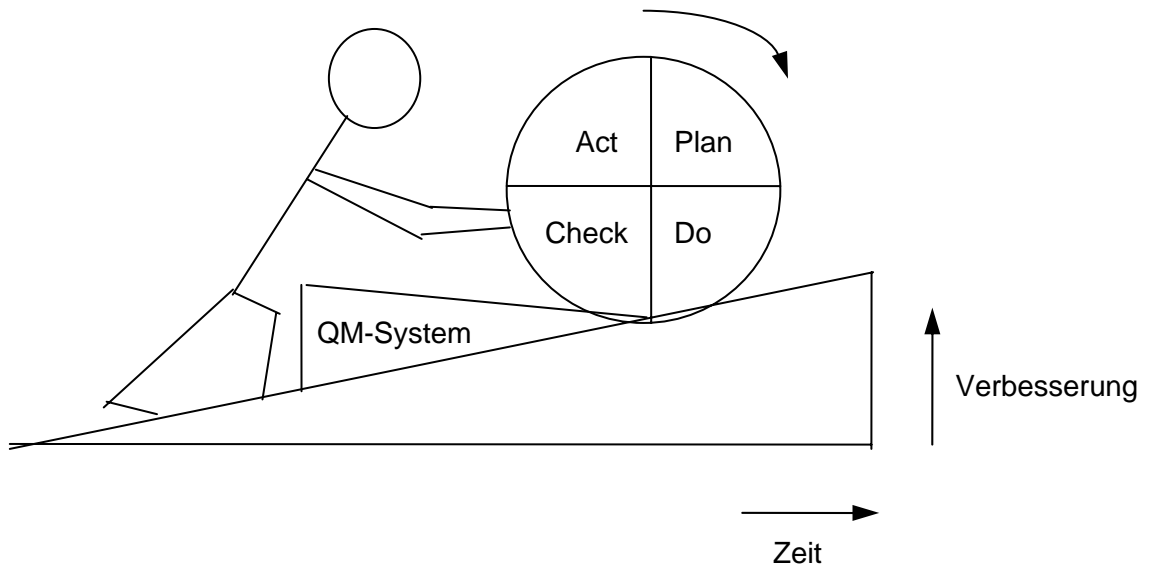 Act
Plan
Check
Do
QM-System
Verbesserung
Zeit